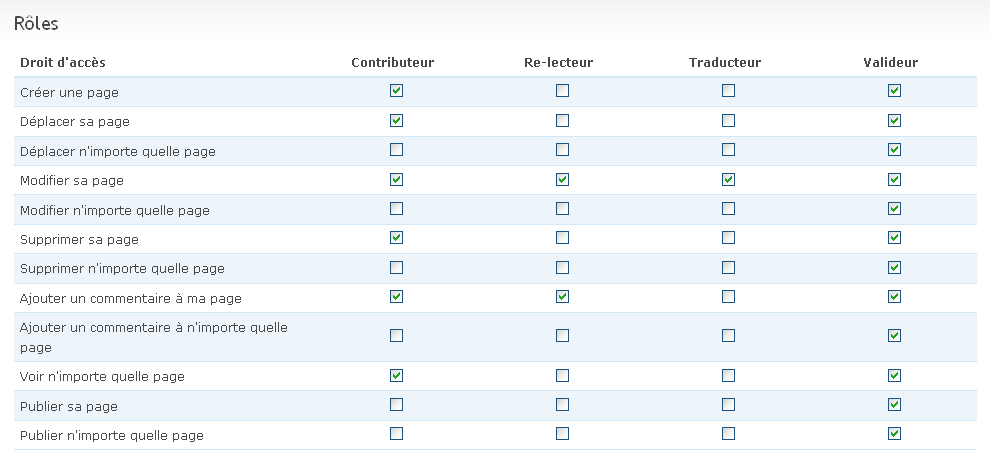 Rôles
Droit d'accès Contributeur Re-lecteur Traducteur Valideur
Créer une page
Déplacer sa page
Déplacer n'importe quelle page
Modifier sa page
Modifier n'importe quelle page
Supprimer sa page
Supprimer n'importe quelle page
Ajouter un commentaire à ma page
Ajouter un commentaire à n'importe quelle
page
Voir n'importe quelle page
Publier sa page
Publier n'importe quelle page